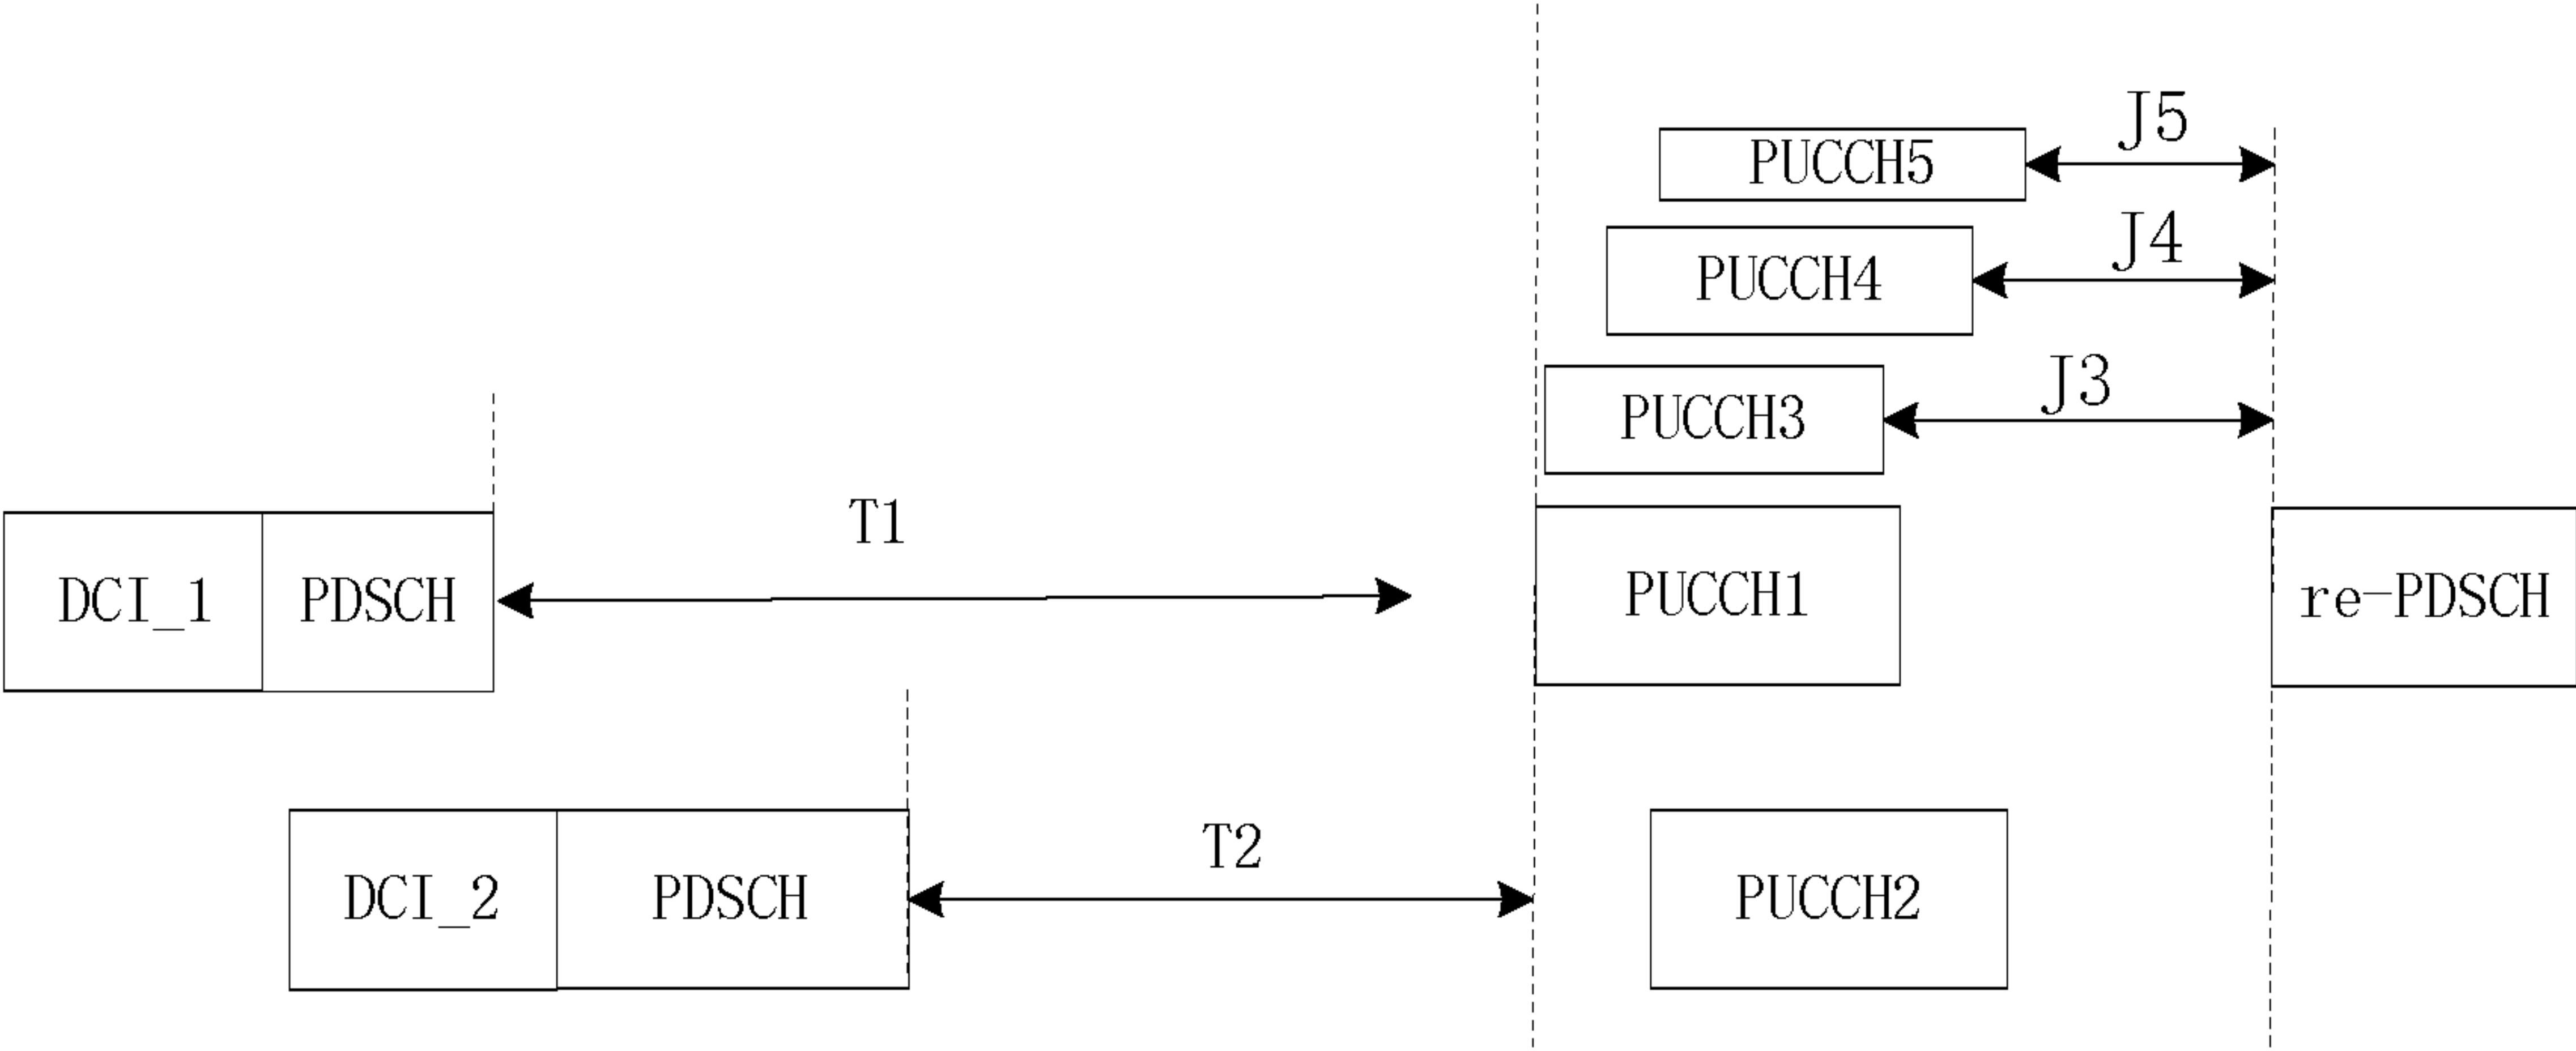 J5
PUCCH5
J4
PUCCH4
J3
PUCCH3
T1
DCI_1 PDSCH PUCCH1 re-PDSCH
T2
DCI_2 PDSCH PUCCH2